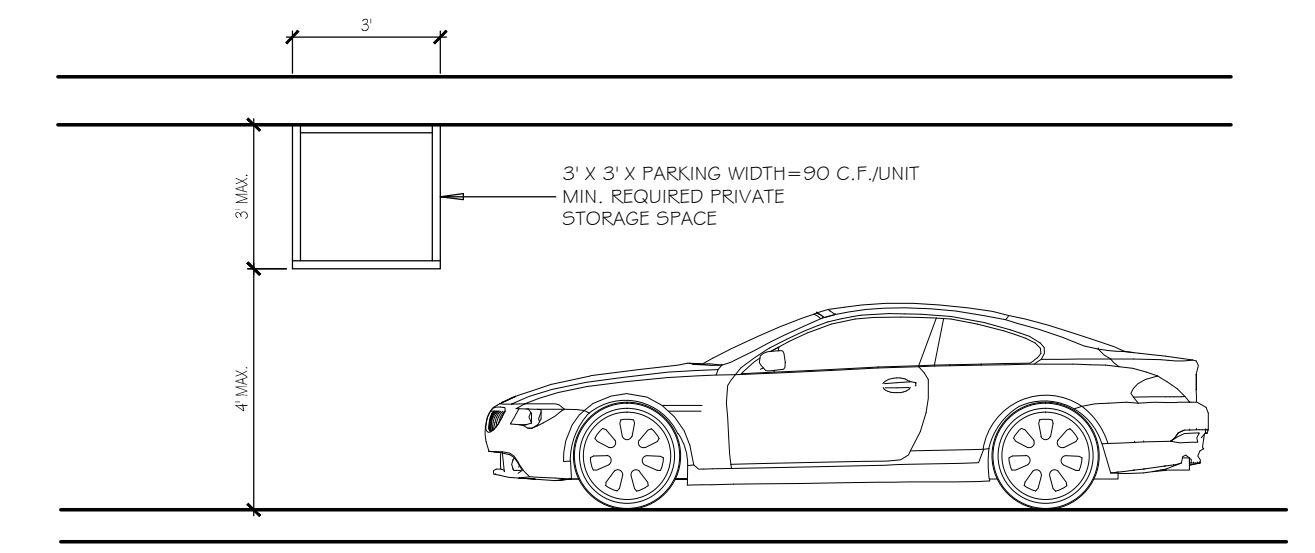 3'
3' X 3' X PARKING WIDTH=90 C.F./UNIT
MIN. REQUIRED PRIVATE
STORAGE SPACE
3' MAX.
4' MAX.